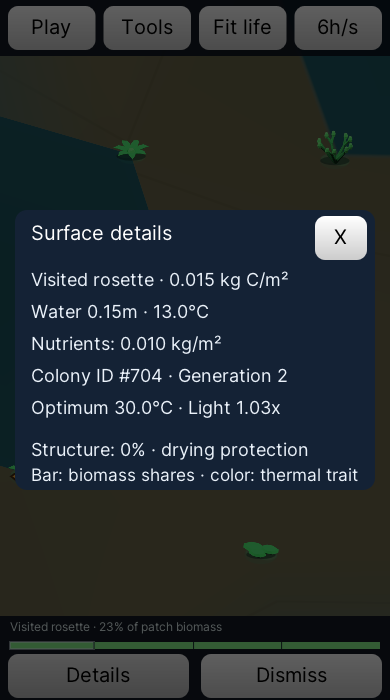 Play Tools Fit life 6h/s
Surface details X
Visited rosette · 0.015 kg C/m²
Water 0.15m · 13.0°C
Nutrients: 0.010 kg/m²
Colony ID #704 · Generation 2
Optimum 30.0°C · Light 1.03x
Structure: 0% · drying protection
Bar: biomass shares · color: thermal trait
Visited rosette · 23% of patch biomass
Details Dismiss